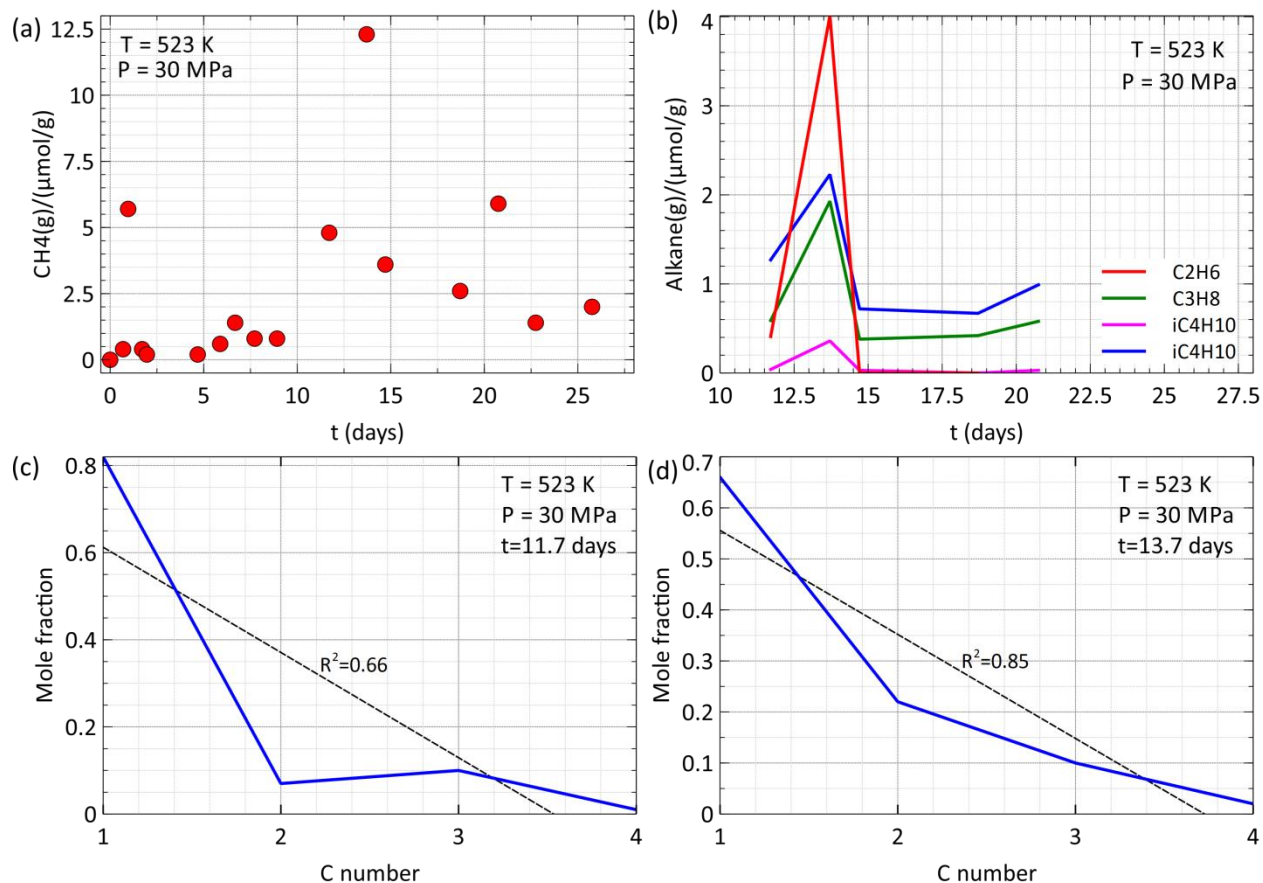 (a)
T = 523 K
P = 30 MPa
CH4(g)/(μmol/g)
12.5
10
7.5
5
2.5
0
0 5 10 15 20 25
t (days)
(b)
T = 523 K
P = 30 MPa
Alkane(g)/(μmol/g)
4
3
2
1
0
C2H6
C3H8
iC4H10
iC4H10
10 12.5 15 17.5 20 22.5 25 27.5
t (days)
(c)
T = 523 K
P = 30 MPa
t=11.7 days
Mole fraction
0.8
0.6
0.4
0.2
0
R²=0.66
1 2 3 4
C number
(d)
T = 523 K
P = 30 MPa
t=13.7 days
Mole fraction
0.7
0.6
0.5
0.4
0.3
0.2
0.1
0
R²=0.85
1 2 3 4
C number